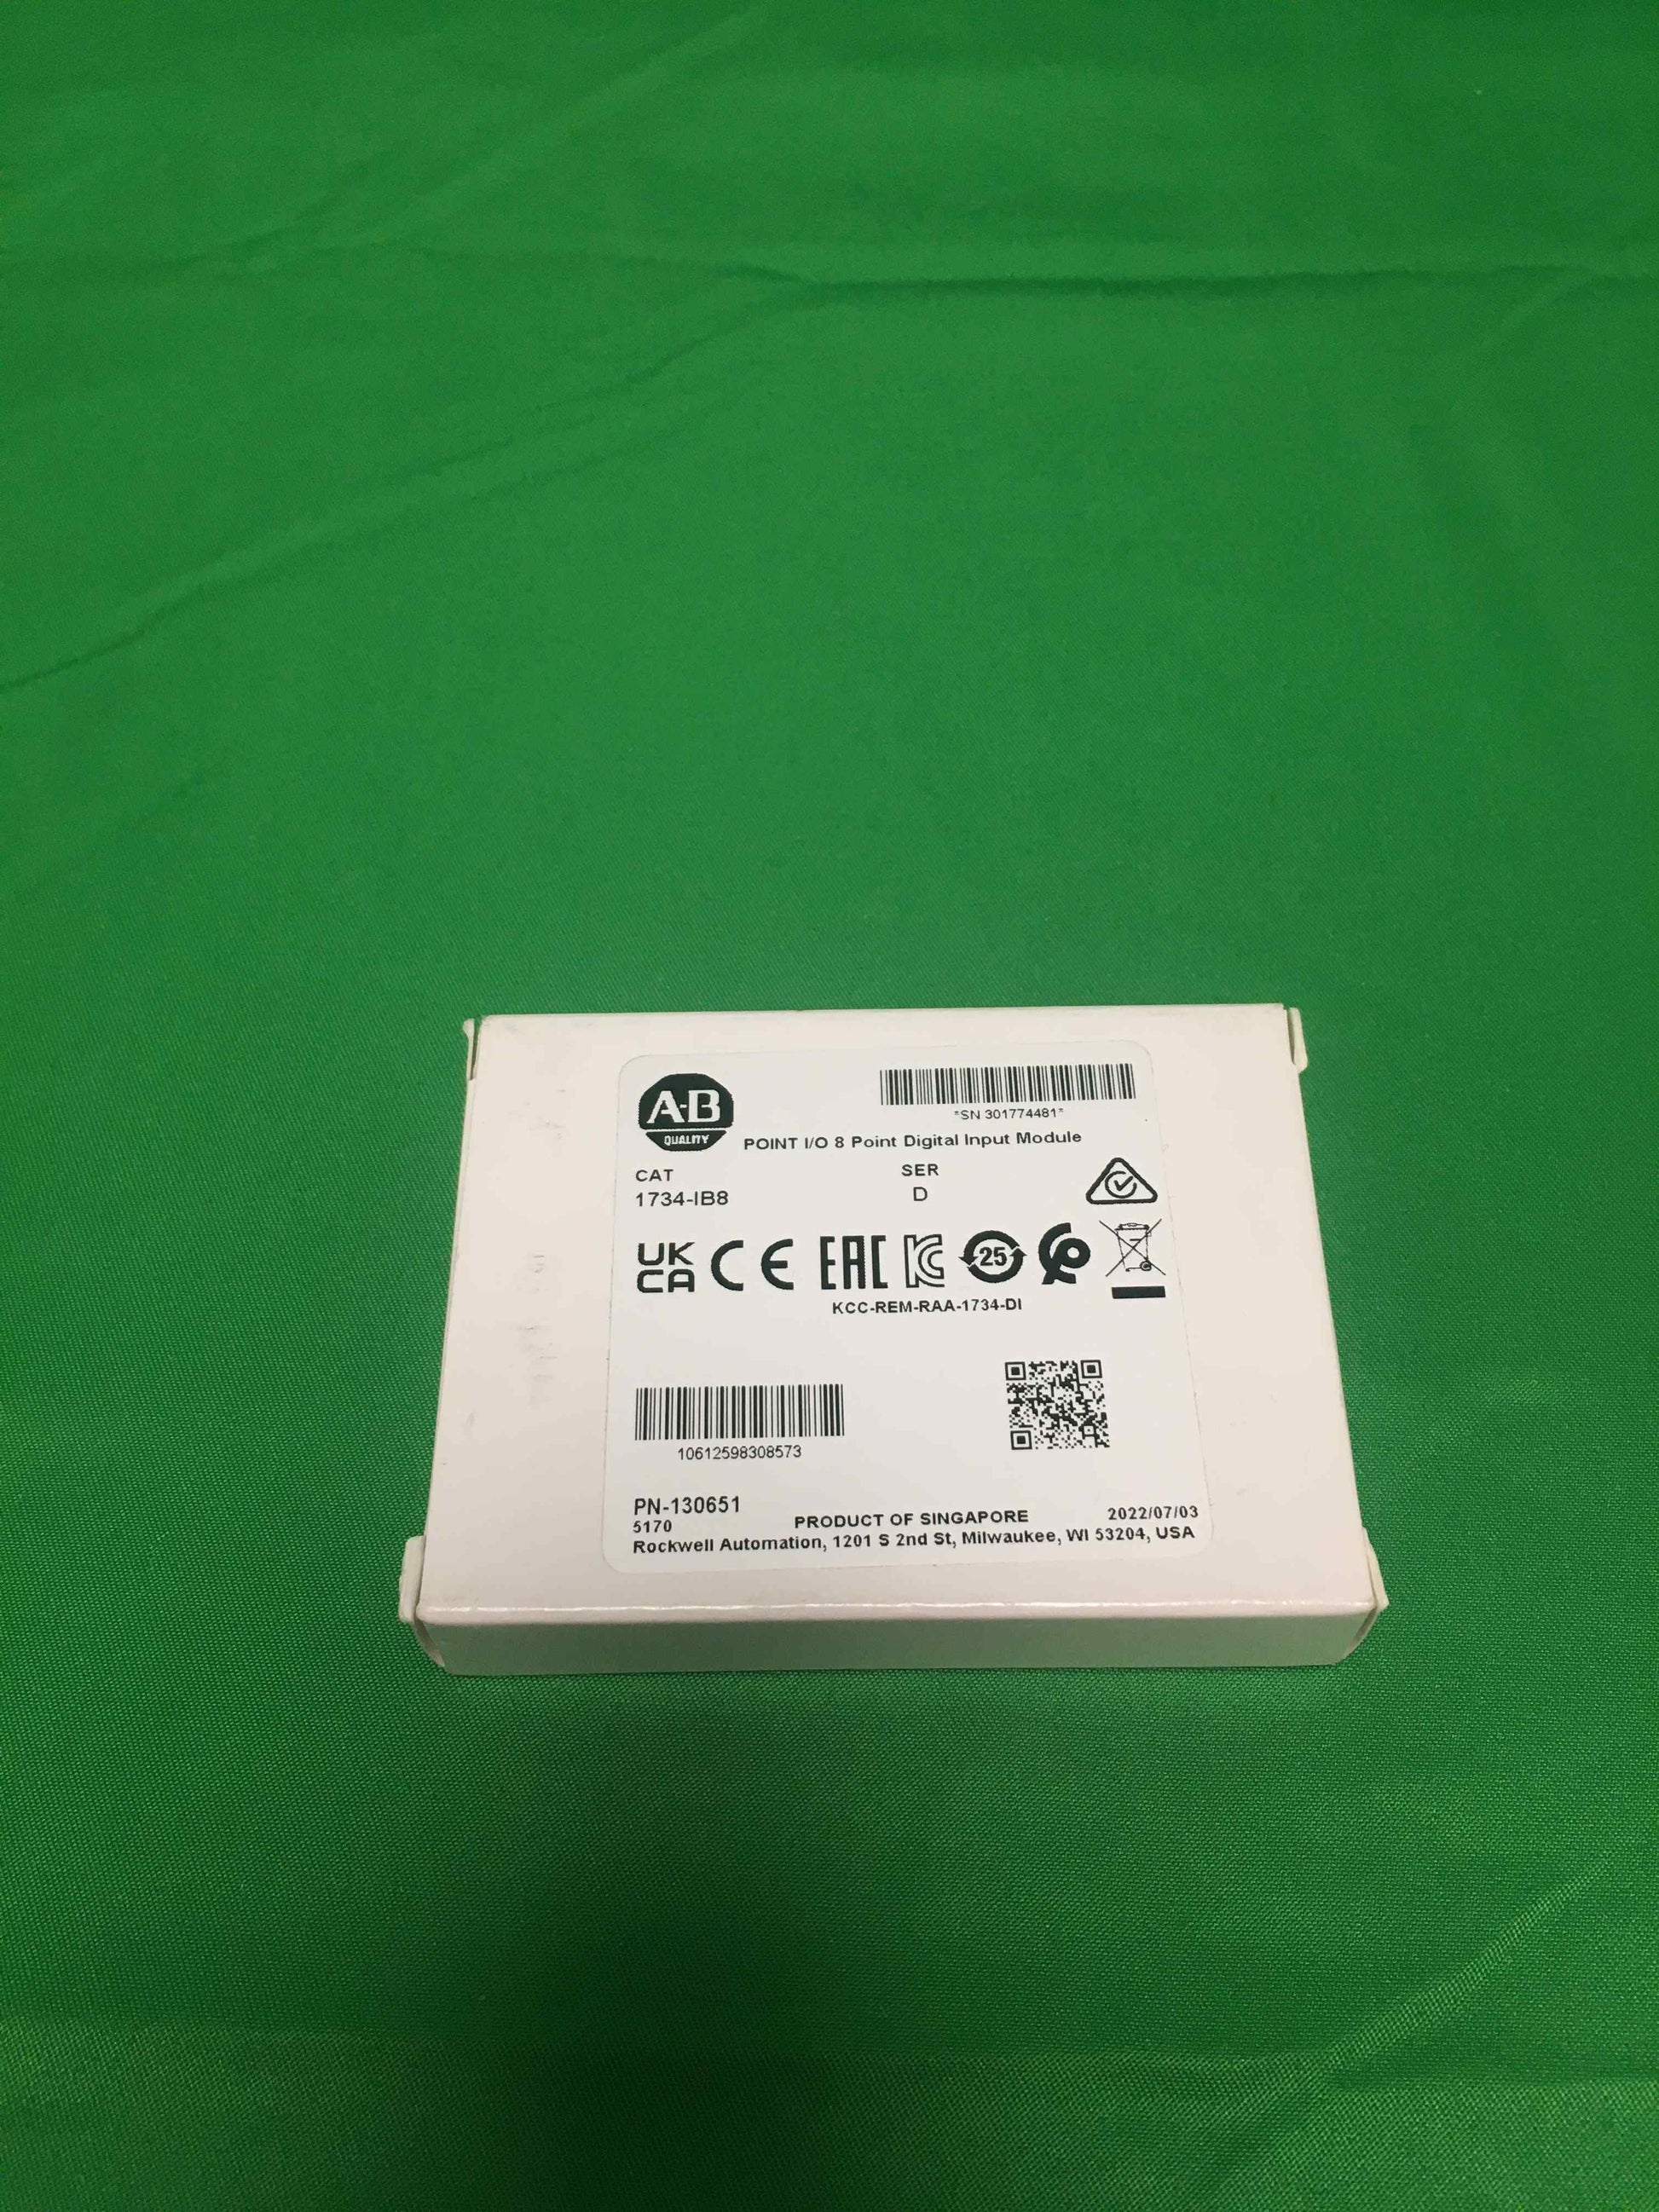 A-B
QUALITY
*SN 301774481*
POINT I/O 8 Point Digital Input Module
CAT
SER
1734-IB8
D
UK
CA
CE
EAC
KC
25
KCC-REM-RAA-1734-DI
10612598308573
PN-130651
5170
PRODUCT OF SINGAPORE
2022/07/03
Rockwell Automation, 1201 S 2nd St, Milwaukee, WI 53204, USA